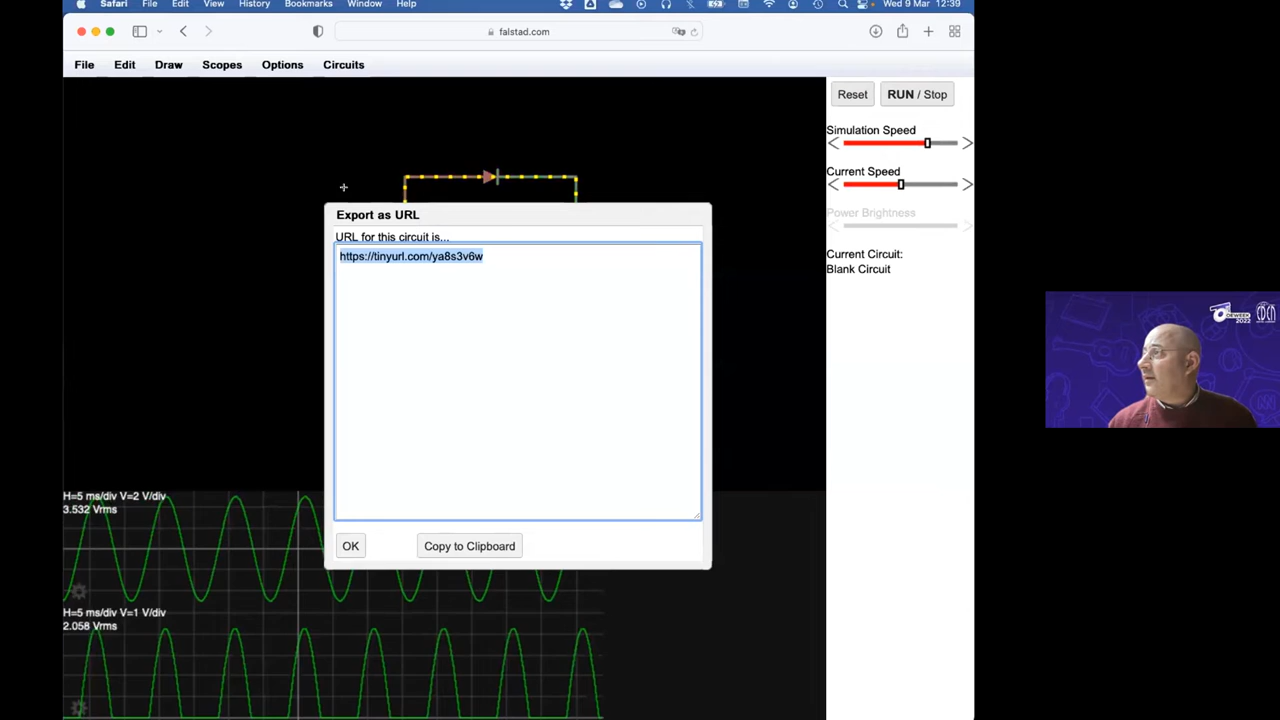 Safari File Edit View History Bookmarks Window Help Wed 9 Mar 12:39
falstad.com
File Edit Draw Scopes Options Circuits
Reset RUN / Stop
Simulation Speed
Current Speed
Power Brightness
Current Circuit:
Blank Circuit
Export as URL
URL for this circuit is...
https://tinyurl.com/ya8s3v6w
OK Copy to Clipboard
H=5 ms/div V=2 V/div
3.532 Vrms
H=5 ms/div V=1 V/div
2.058 Vrms
OEWEEK
2022